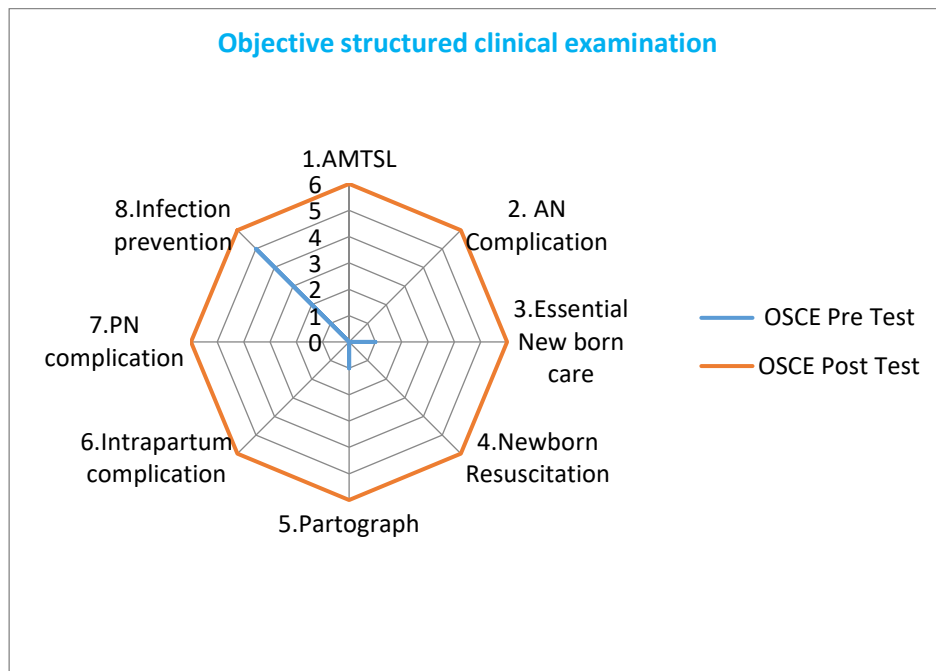 Objective structured clinical examination
1.AMTSL
6
5
4
3
2
1
0
2. AN
Complication
3.Essential
New born
care
4.Newborn
Resuscitation
5.Partograph
6.Intrapartum
complication
7.PN
complication
8.Infection
prevention
OSCE Pre Test
OSCE Post Test